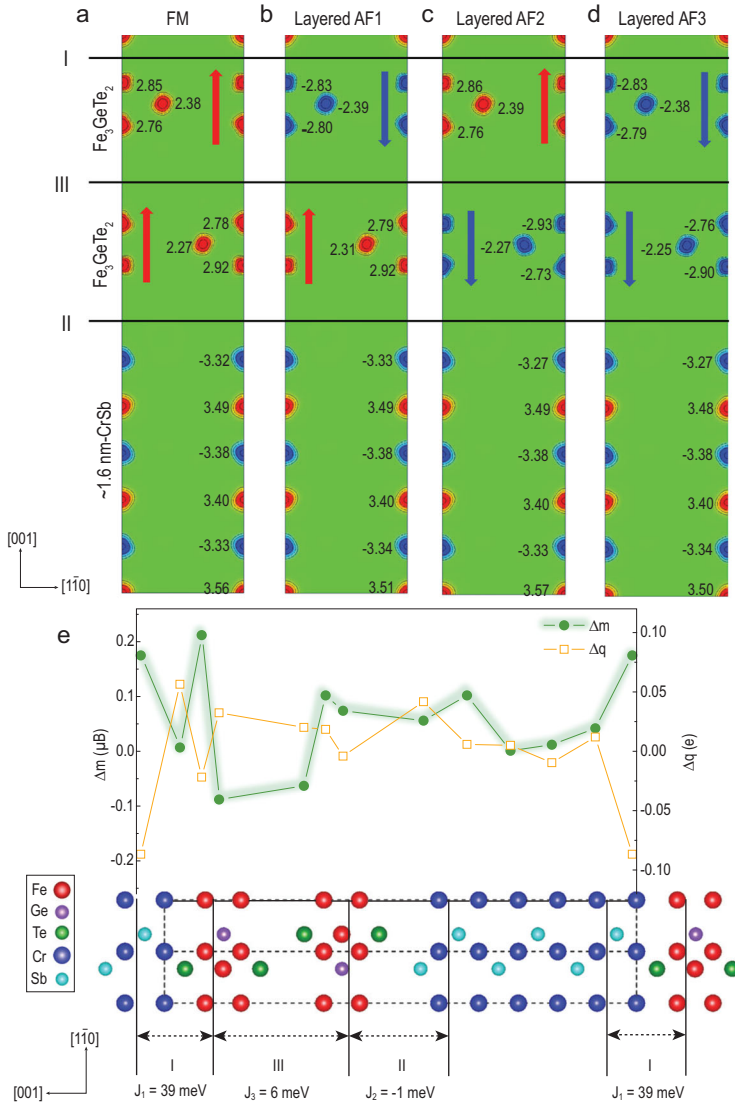 a b c d
FM Layered AF1 Layered AF2 Layered AF3
I
Fe₃GeTe₂
2.85 -2.83 2.86 -2.83
2.38 -2.39 2.39 -2.38
2.76 -2.80 2.76 -2.79
III
Fe₃GeTe₂
2.78 2.79 -2.93 -2.76
2.27 2.31 -2.27 -2.25
2.92 2.92 -2.73 -2.90
II
~1.6 nm-CrSb
-3.32 -3.33 -3.27 -3.27
3.49 3.49 3.49 3.48
-3.38 -3.38 -3.38 -3.38
3.40 3.40 3.40 3.40
-3.33 -3.34 -3.33 -3.34
3.56 3.51 3.57 3.50
[001]
[11̄0]
e
Δm
Δq
0.2 0.10
0.1 0.05
0.0 0.00
-0.1 -0.05
-0.2 -0.10
Δm (μB)
Δq (e)
Fe
Ge
Te
Cr
Sb
[11̄0]
[001]
I III II I
J₁ = 39 meV J₃ = 6 meV J₂ = -1 meV J₁ = 39 meV